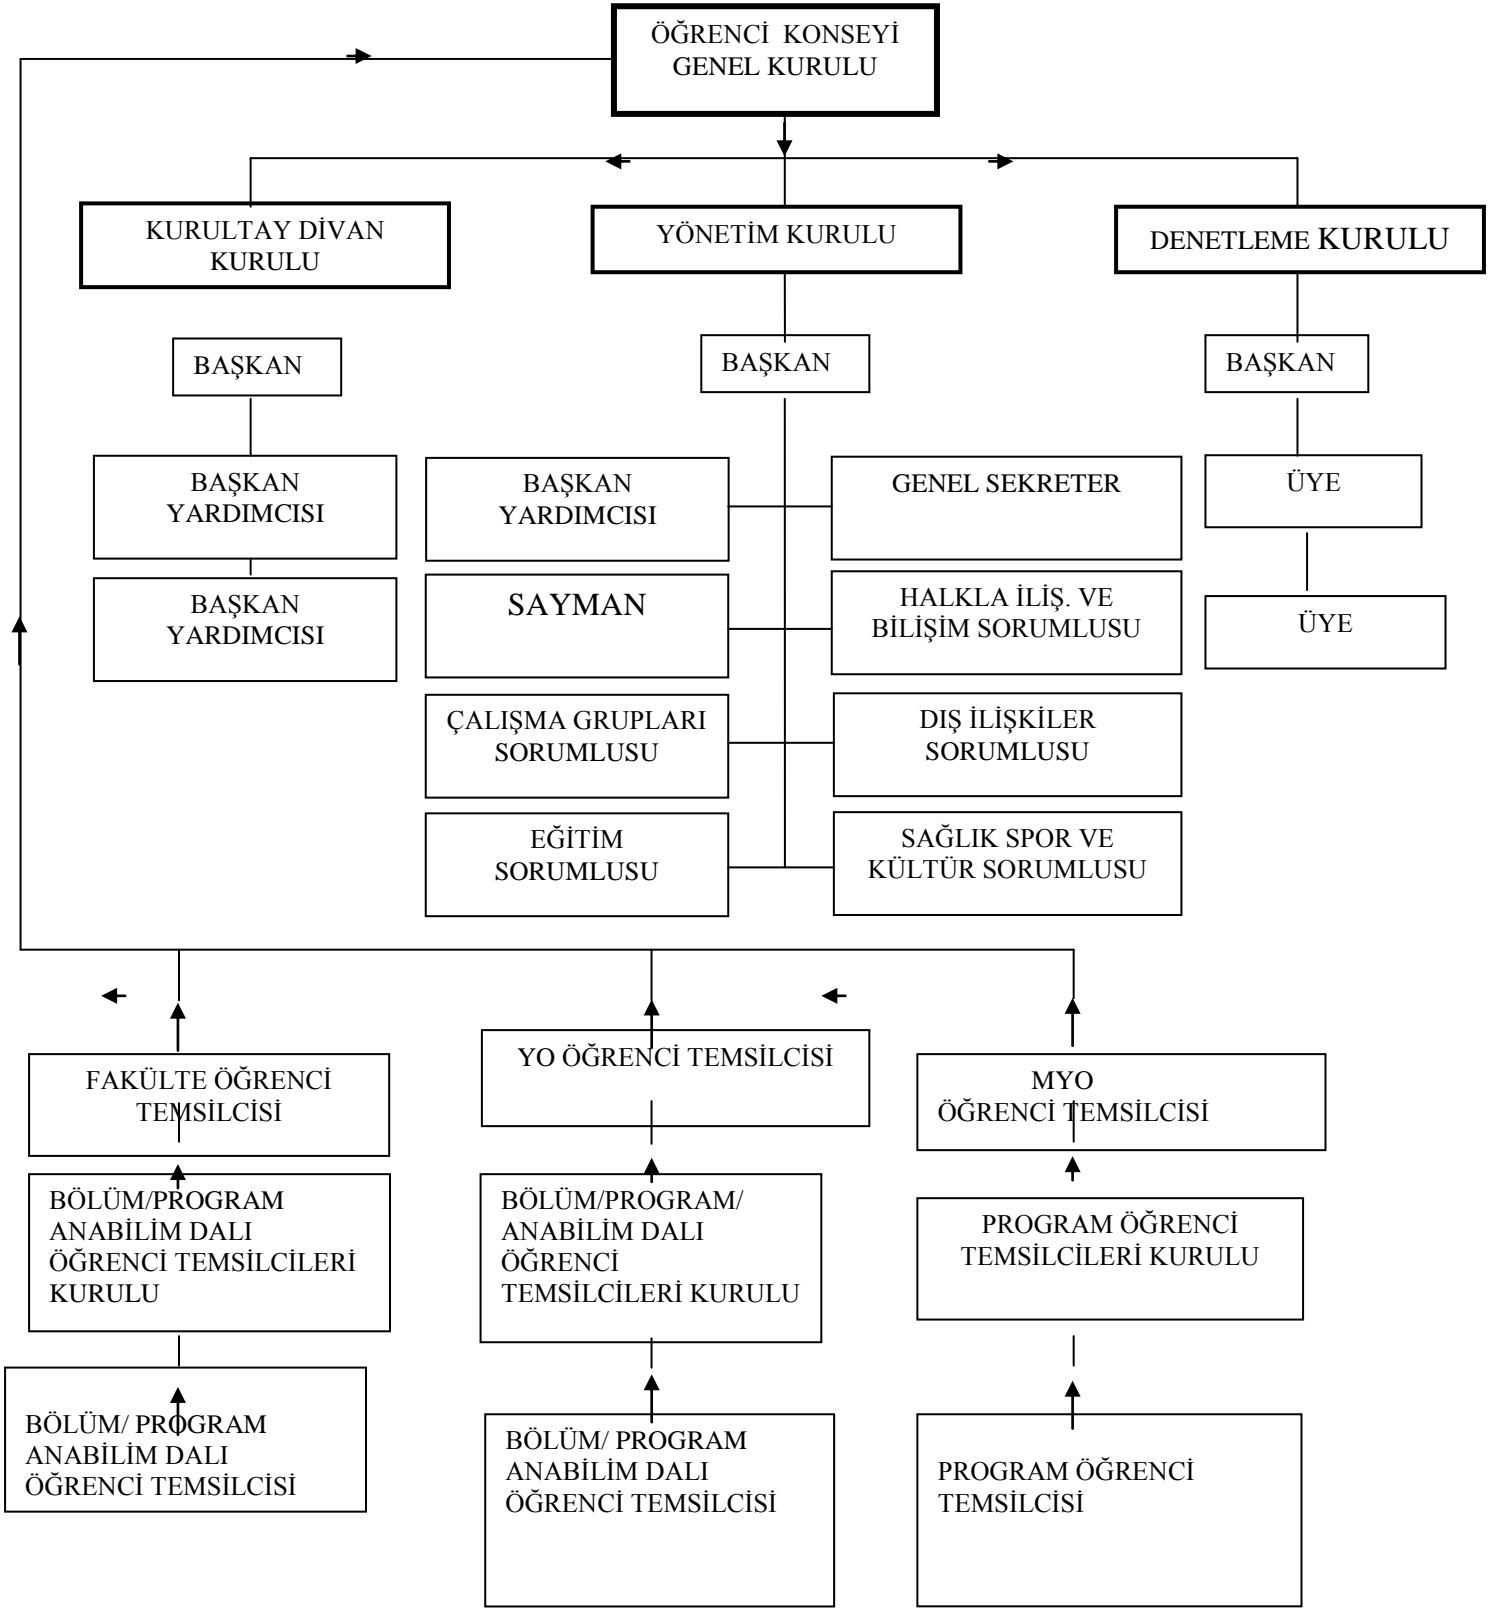 ÖĞRENCİ KONSEYİ
GENEL KURULU
KURULTAY DİVAN
KURULU
YÖNETİM KURULU
DENETLEME KURULU
BAŞKAN
BAŞKAN
BAŞKAN
BAŞKAN
YARDIMCISI
BAŞKAN
YARDIMCISI
GENEL SEKRETER
ÜYE
BAŞKAN
YARDIMCISI
SAYMAN
HALKLA İLİŞ. VE
BİLİŞİM SORUMLUSU
ÜYE
ÇALIŞMA GRUPLARI
SORUMLUSU
DIŞ İLİŞKİLER
SORUMLUSU
EĞİTİM
SORUMLUSU
SAĞLIK SPOR VE
KÜLTÜR SORUMLUSU
FAKÜLTE ÖĞRENCİ
TEMSİLCİSİ
YO ÖĞRENCİ TEMSİLCİSİ
MYO
ÖĞRENCİ TEMSİLCİSİ
BÖLÜM/PROGRAM
ANABİLİM DALI
ÖĞRENCİ TEMSİLCİLERİ
KURULU
BÖLÜM/PROGRAM/
ANABİLİM DALI
ÖĞRENCİ
TEMSİLCİLERİ KURULU
PROGRAM ÖĞRENCİ
TEMSİLCİLERİ KURULU
BÖLÜM/ PROGRAM
ANABİLİM DALI
ÖĞRENCİ TEMSİLCİSİ
BÖLÜM/ PROGRAM
ANABİLİM DALI
ÖĞRENCİ TEMSİLCİSİ
PROGRAM ÖĞRENCİ
TEMSİLCİSİ